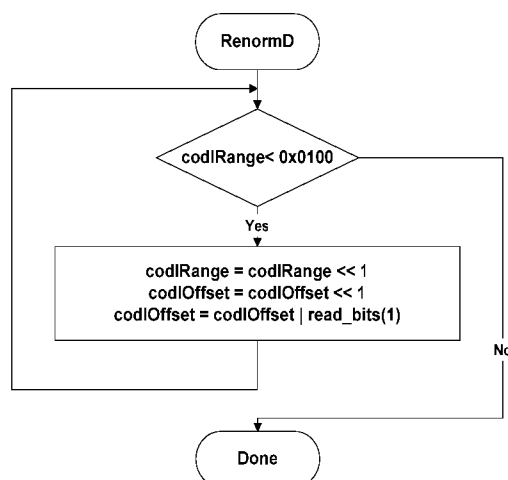 RenormD
codIRange< 0x0100
Yes
codIRange = codIRange << 1
codIOffset = codIOffset << 1
codIOffset = codIOffset | read_bits(1)
No
Done